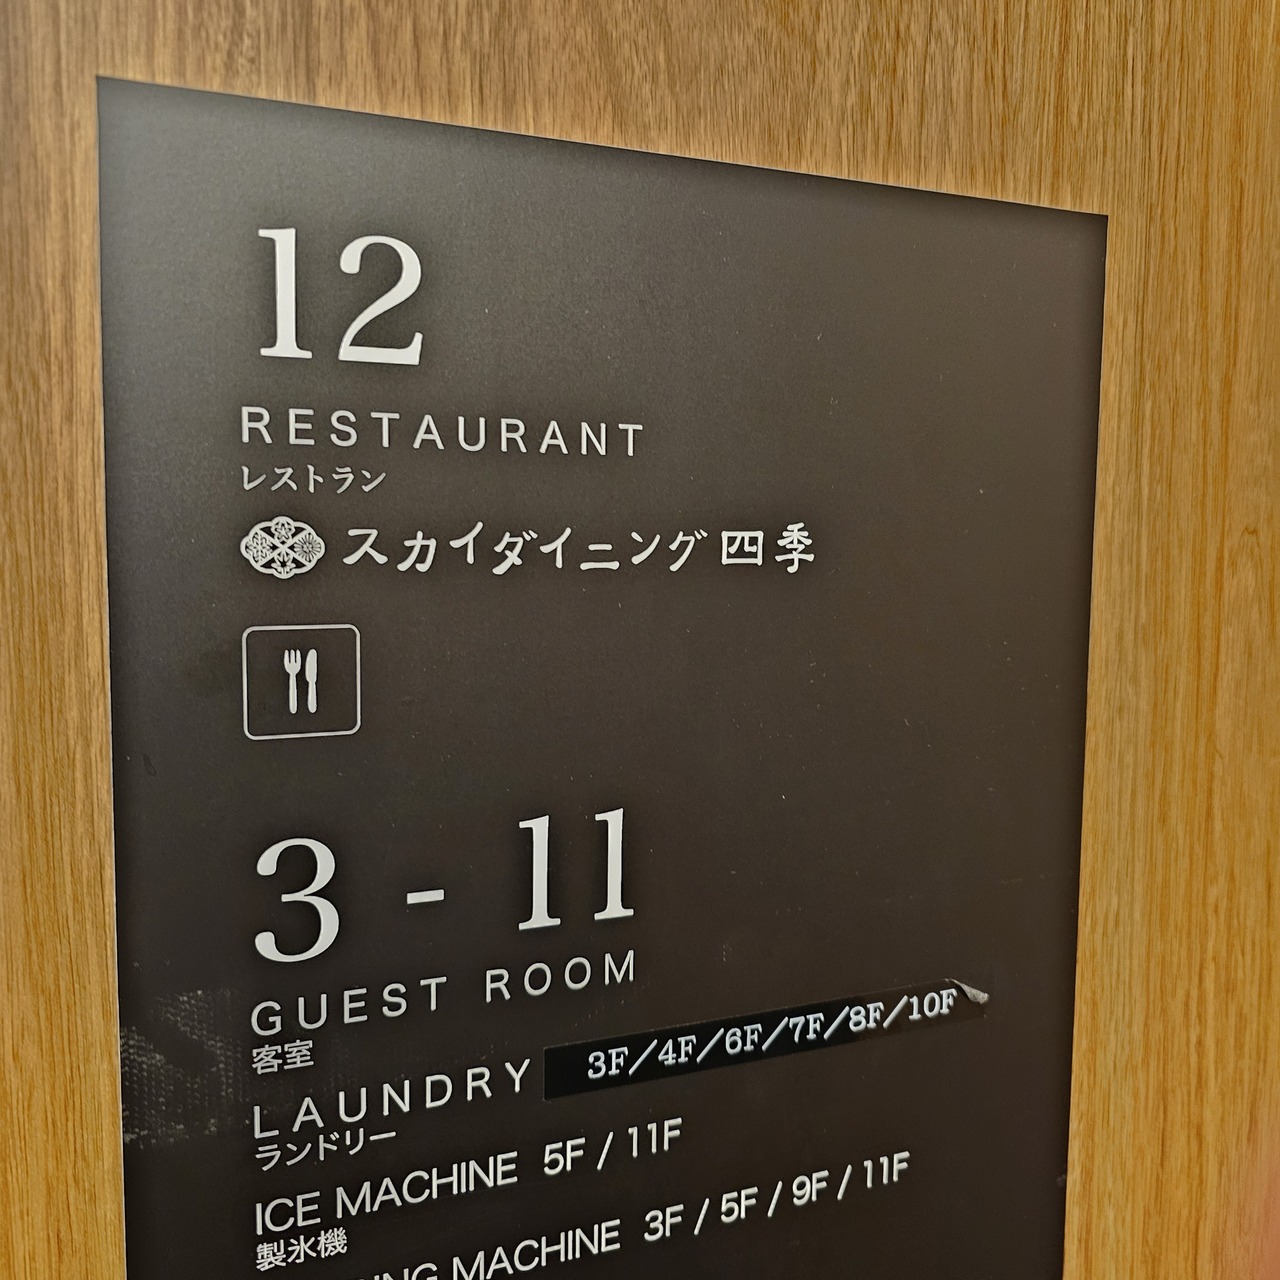 12
RESTAURANT
レストラン
スカイダイニング 四季
3 - 11
GUEST ROOM
客室
LAUNDRY 3F/4F/6F/7F/8F/10F
ランドリー
ICE MACHINE 5F / 11F
製氷機
MACHINE 3F / 5F / 9F / 11F